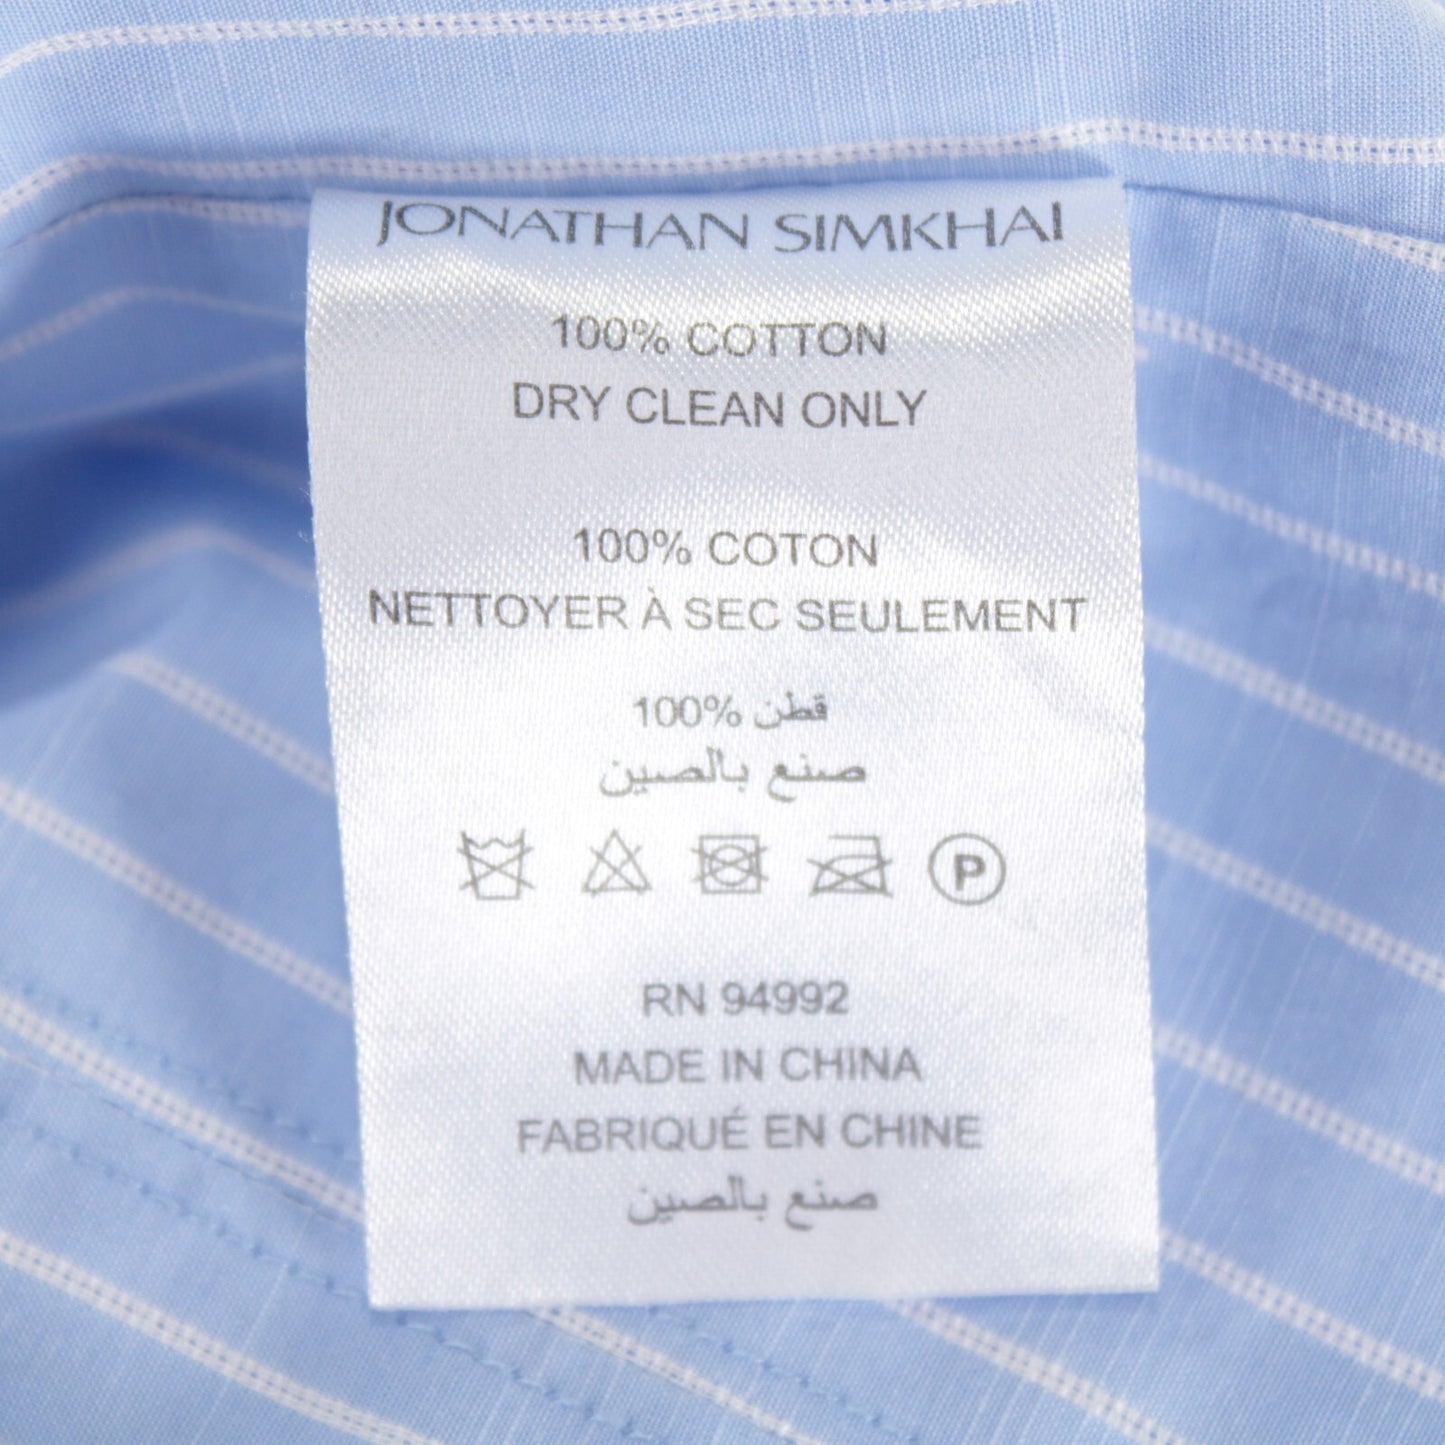 JONATHAN SIMKHAI
100% COTTON
DRY CLEAN ONLY
100% COTON
NETTOYER À SEC SEULEMENT
100% قطن
صنع بالصين
P
RN 94992
MADE IN CHINA
FABRIQUÉ EN CHINE
صنع بالصين